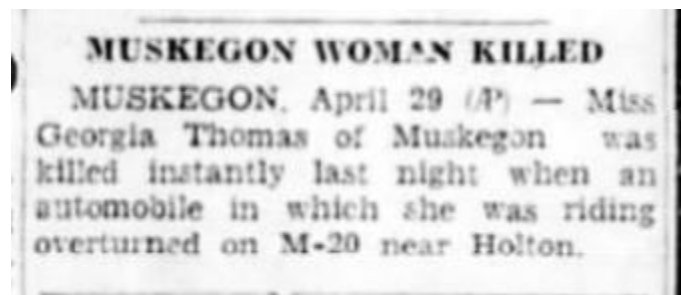 MUSKEGON WOMAN KILLED
MUSKEGON, April 29 (AP) — Miss
Georgia Thomas of Muskegon was
killed instantly last night when an
automobile in which she was riding
overturned on M-20 near Holton.